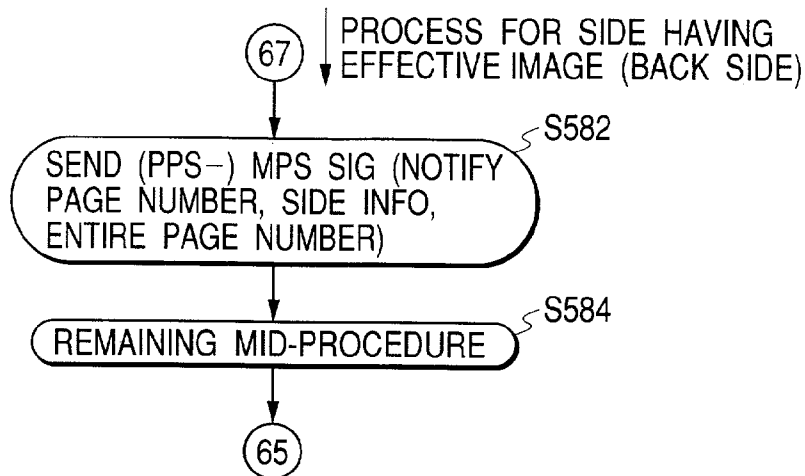 67
PROCESS FOR SIDE HAVING
EFFECTIVE IMAGE (BACK SIDE)
S582
SEND (PPS−) MPS SIG (NOTIFY
PAGE NUMBER, SIDE INFO,
ENTIRE PAGE NUMBER)
S584
REMAINING MID-PROCEDURE
65